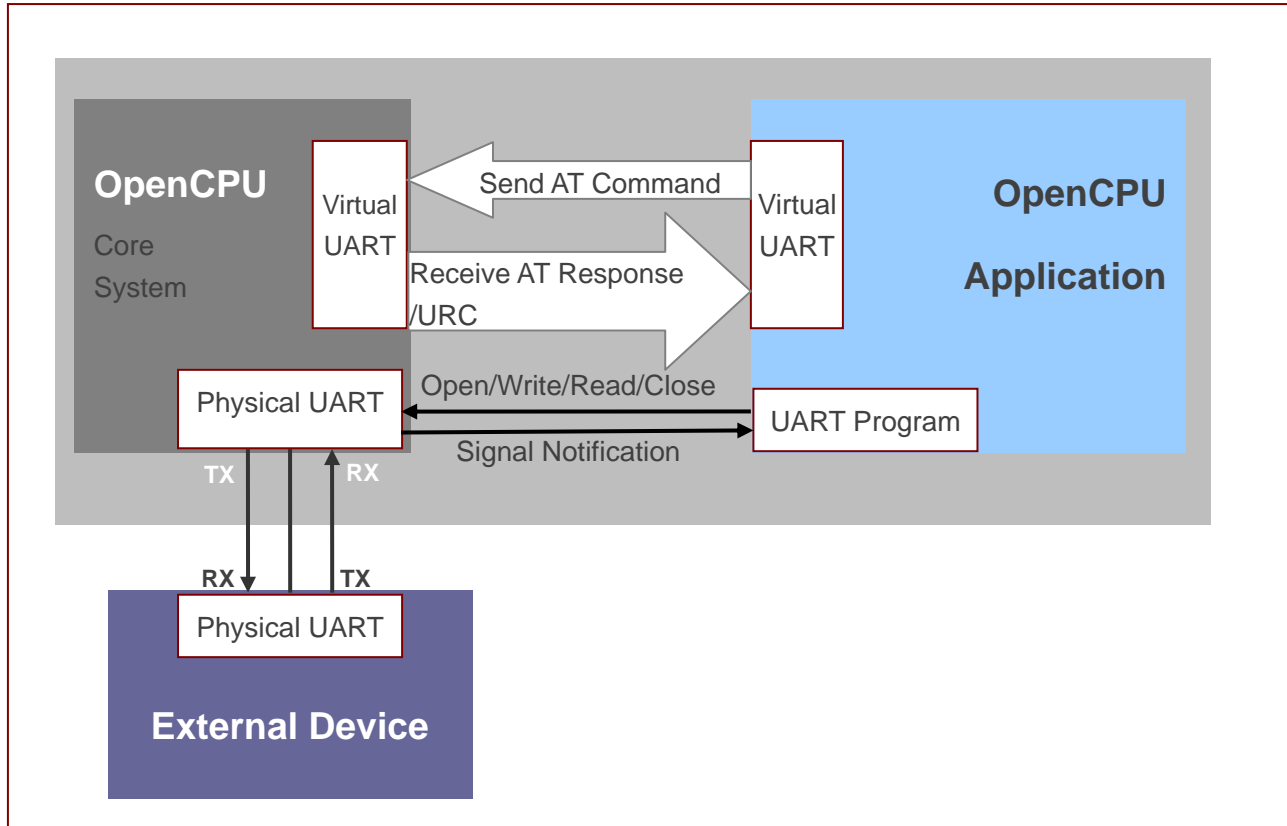 OpenCPU
Core
System
Virtual
UART
Send AT Command
Receive AT Response
/URC
Virtual
UART
OpenCPU
Application
Physical UART
Open/Write/Read/Close
Signal Notification
UART Program
TX
RX
RX
TX
Physical UART
External Device